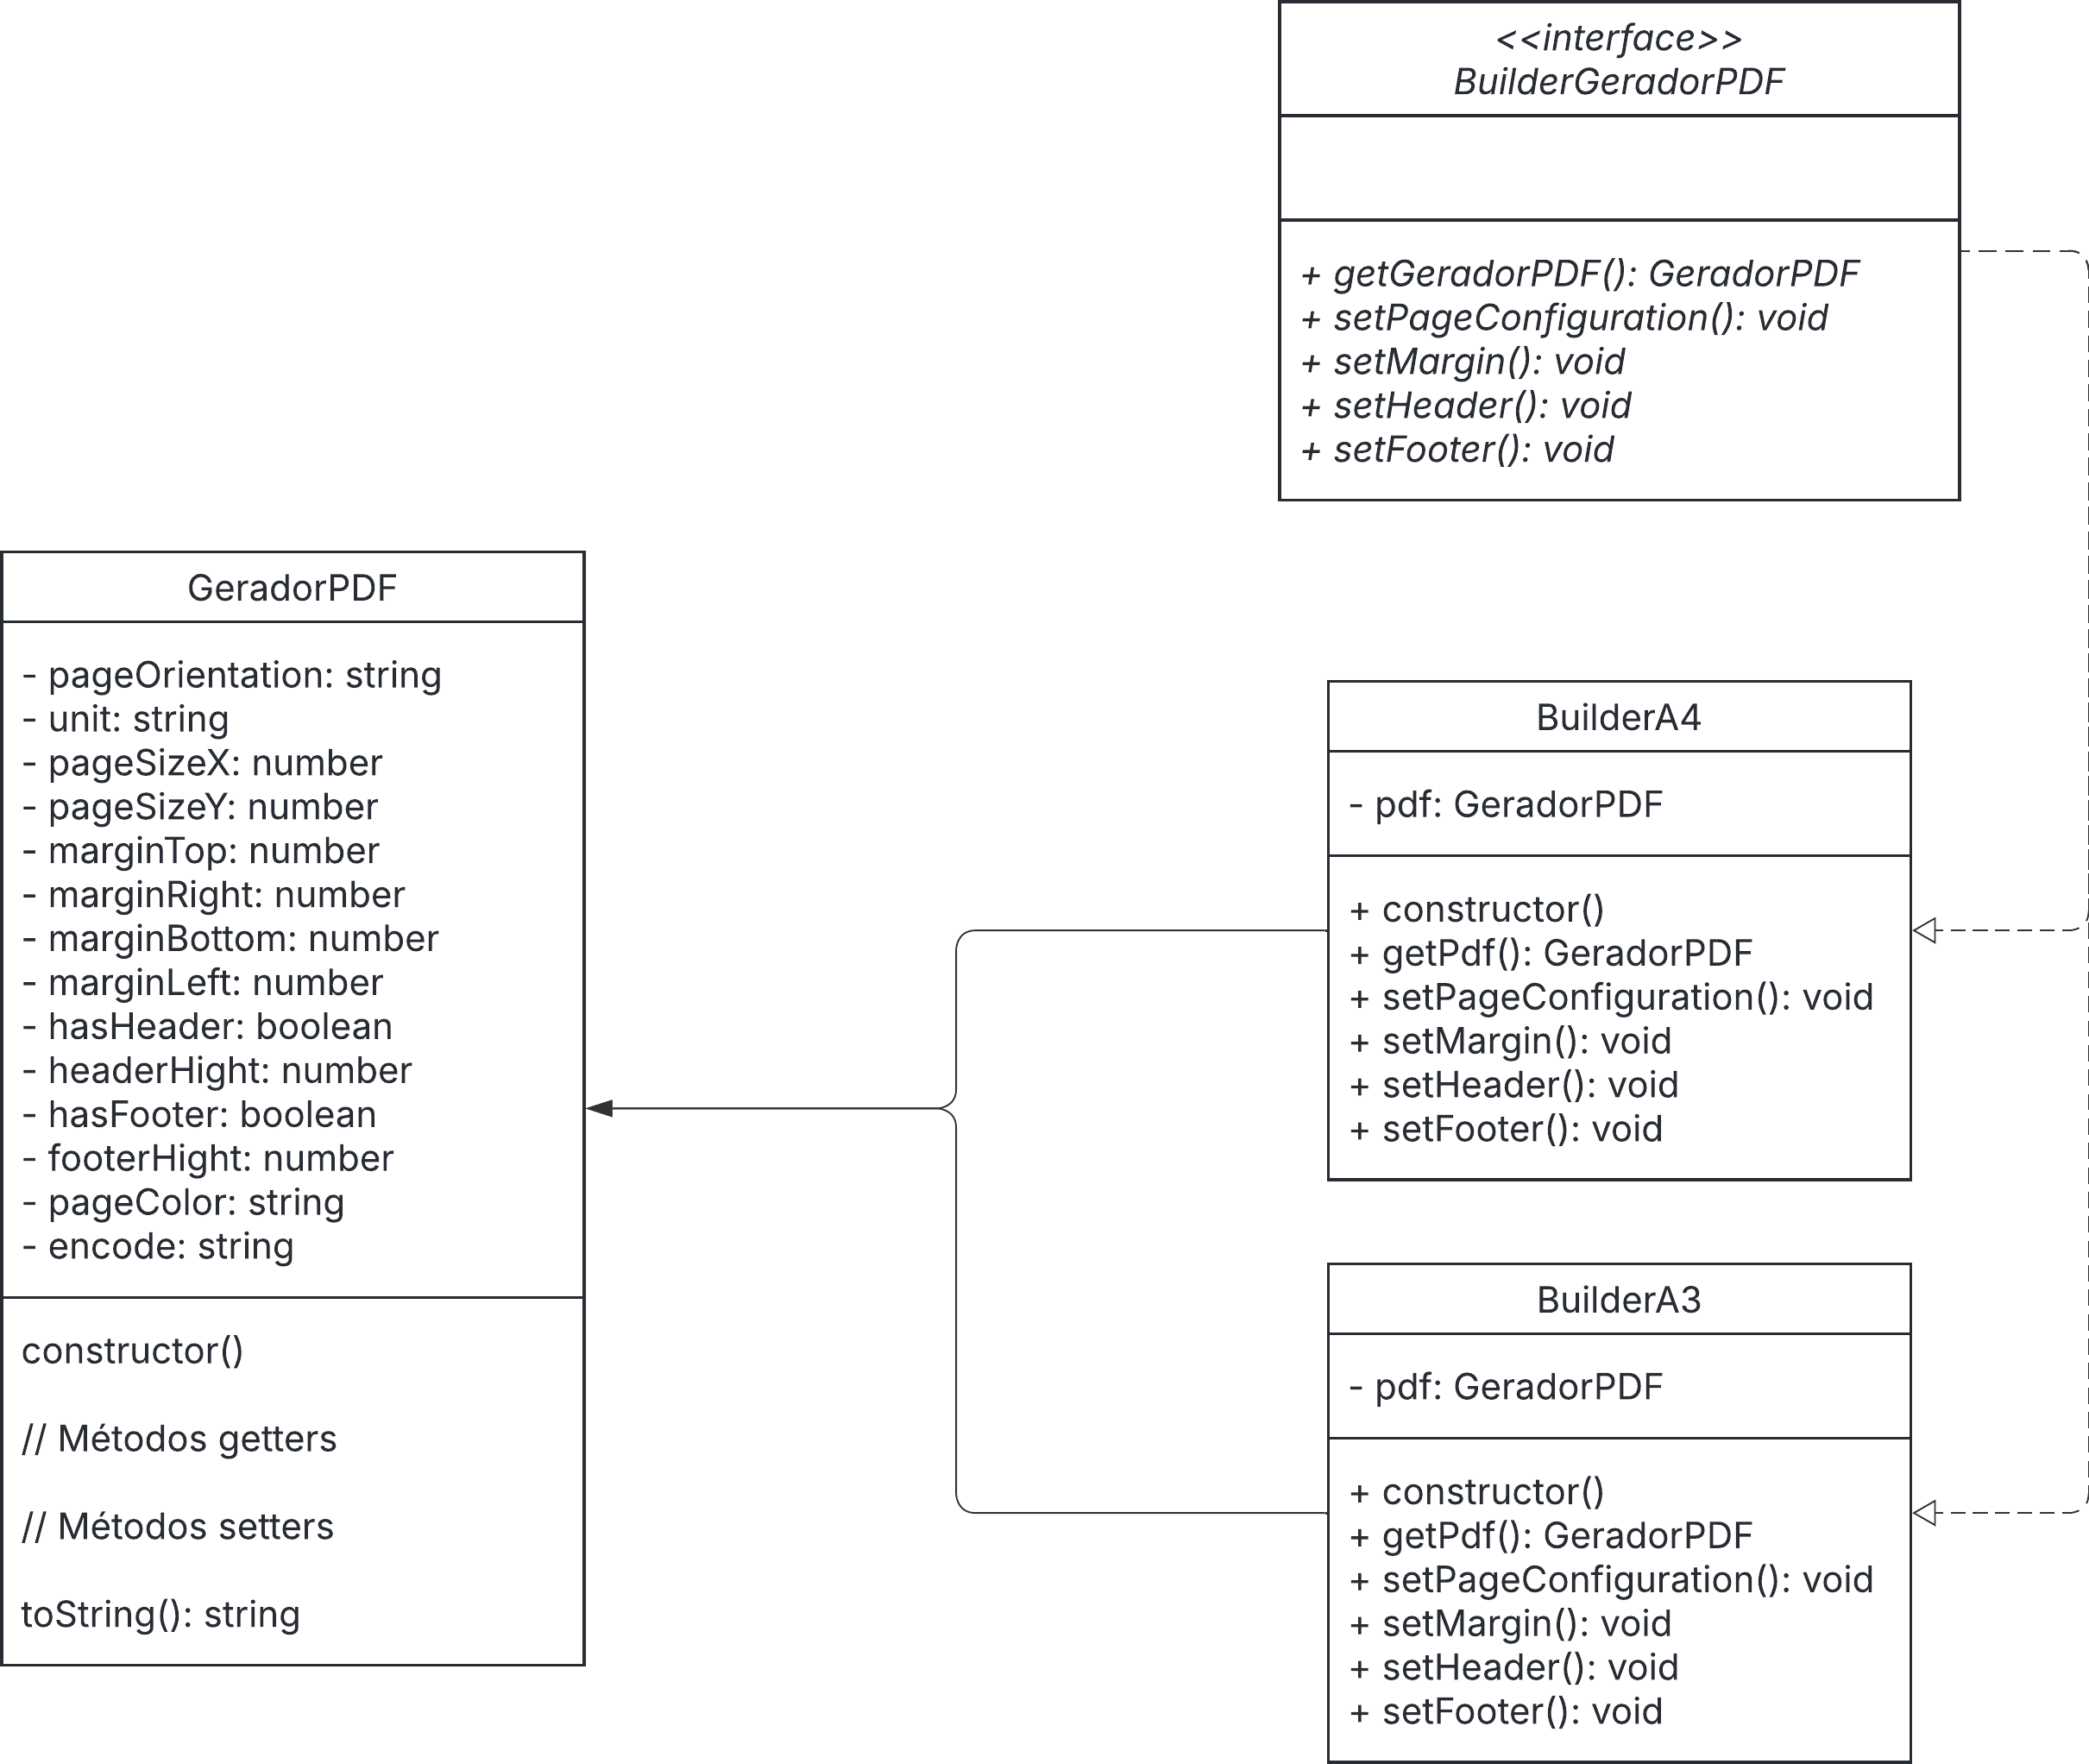 <<interface>>
BuilderGeradorPDF
+ getGeradorPDF(): GeradorPDF
+ setPageConfiguration(): void
+ setMargin(): void
+ setHeader(): void
+ setFooter(): void
GeradorPDF
- pageOrientation: string
- unit: string
- pageSizeX: number
- pageSizeY: number
- marginTop: number
- marginRight: number
- marginBottom: number
- marginLeft: number
- hasHeader: boolean
- headerHight: number
- hasFooter: boolean
- footerHight: number
- pageColor: string
- encode: string
constructor()
// Métodos getters
// Métodos setters
toString(): string
BuilderA4
- pdf: GeradorPDF
+ constructor()
+ getPdf(): GeradorPDF
+ setPageConfiguration(): void
+ setMargin(): void
+ setHeader(): void
+ setFooter(): void
BuilderA3
- pdf: GeradorPDF
+ constructor()
+ getPdf(): GeradorPDF
+ setPageConfiguration(): void
+ setMargin(): void
+ setHeader(): void
+ setFooter(): void